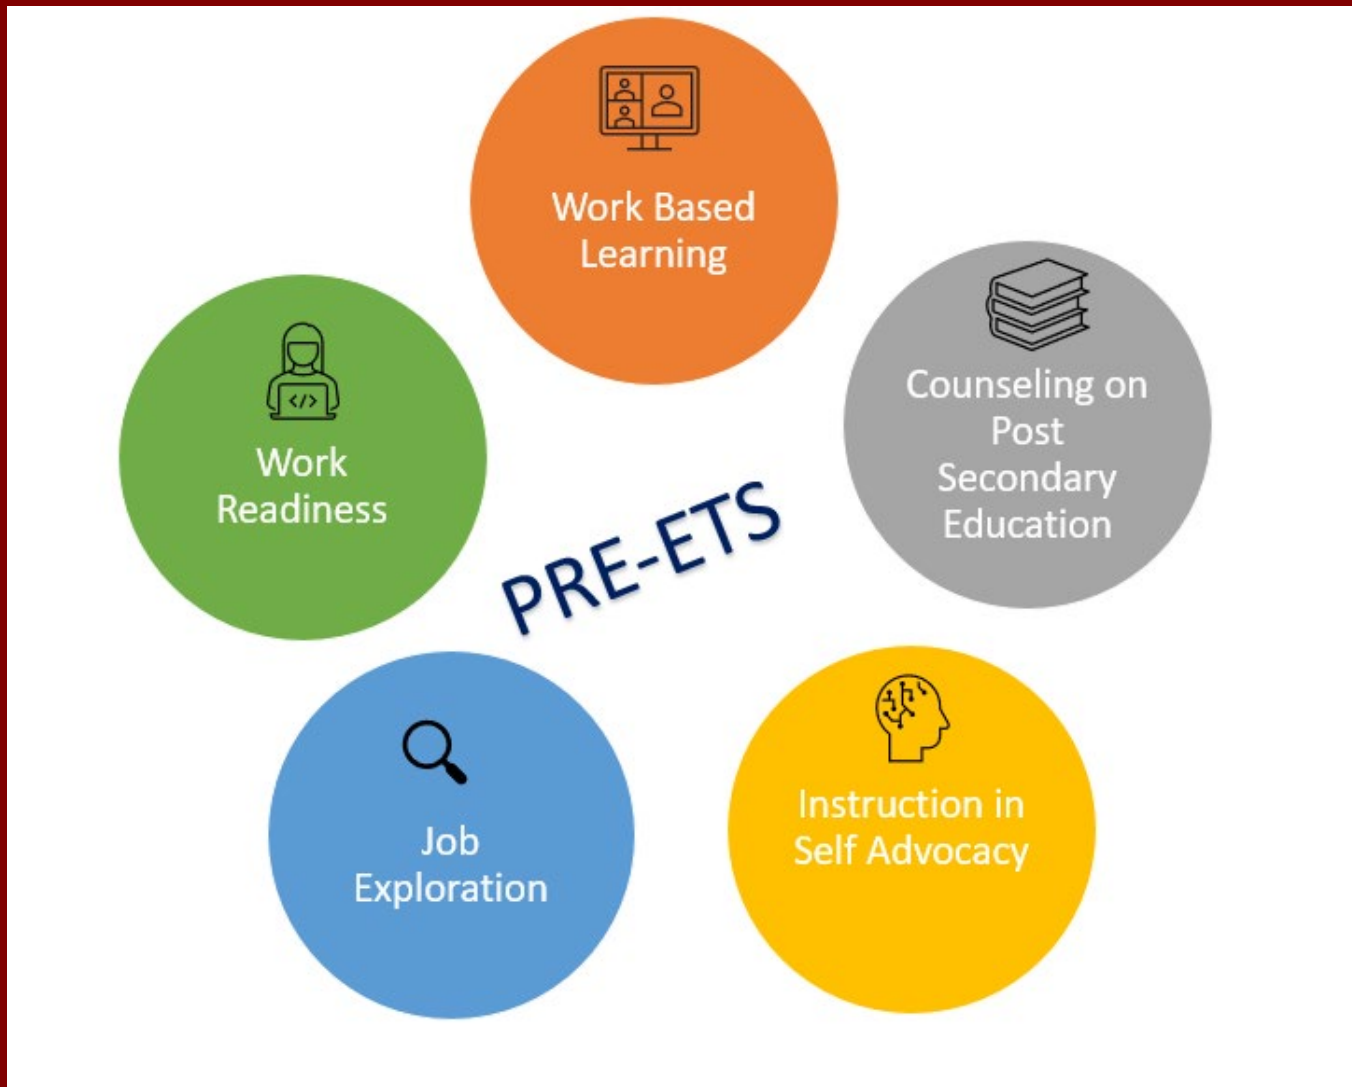 Work Based
Learning
Counseling on
Post
Secondary
Education
Work
Readiness
PRE-ETS
Instruction in
Self Advocacy
Job
Exploration
</>